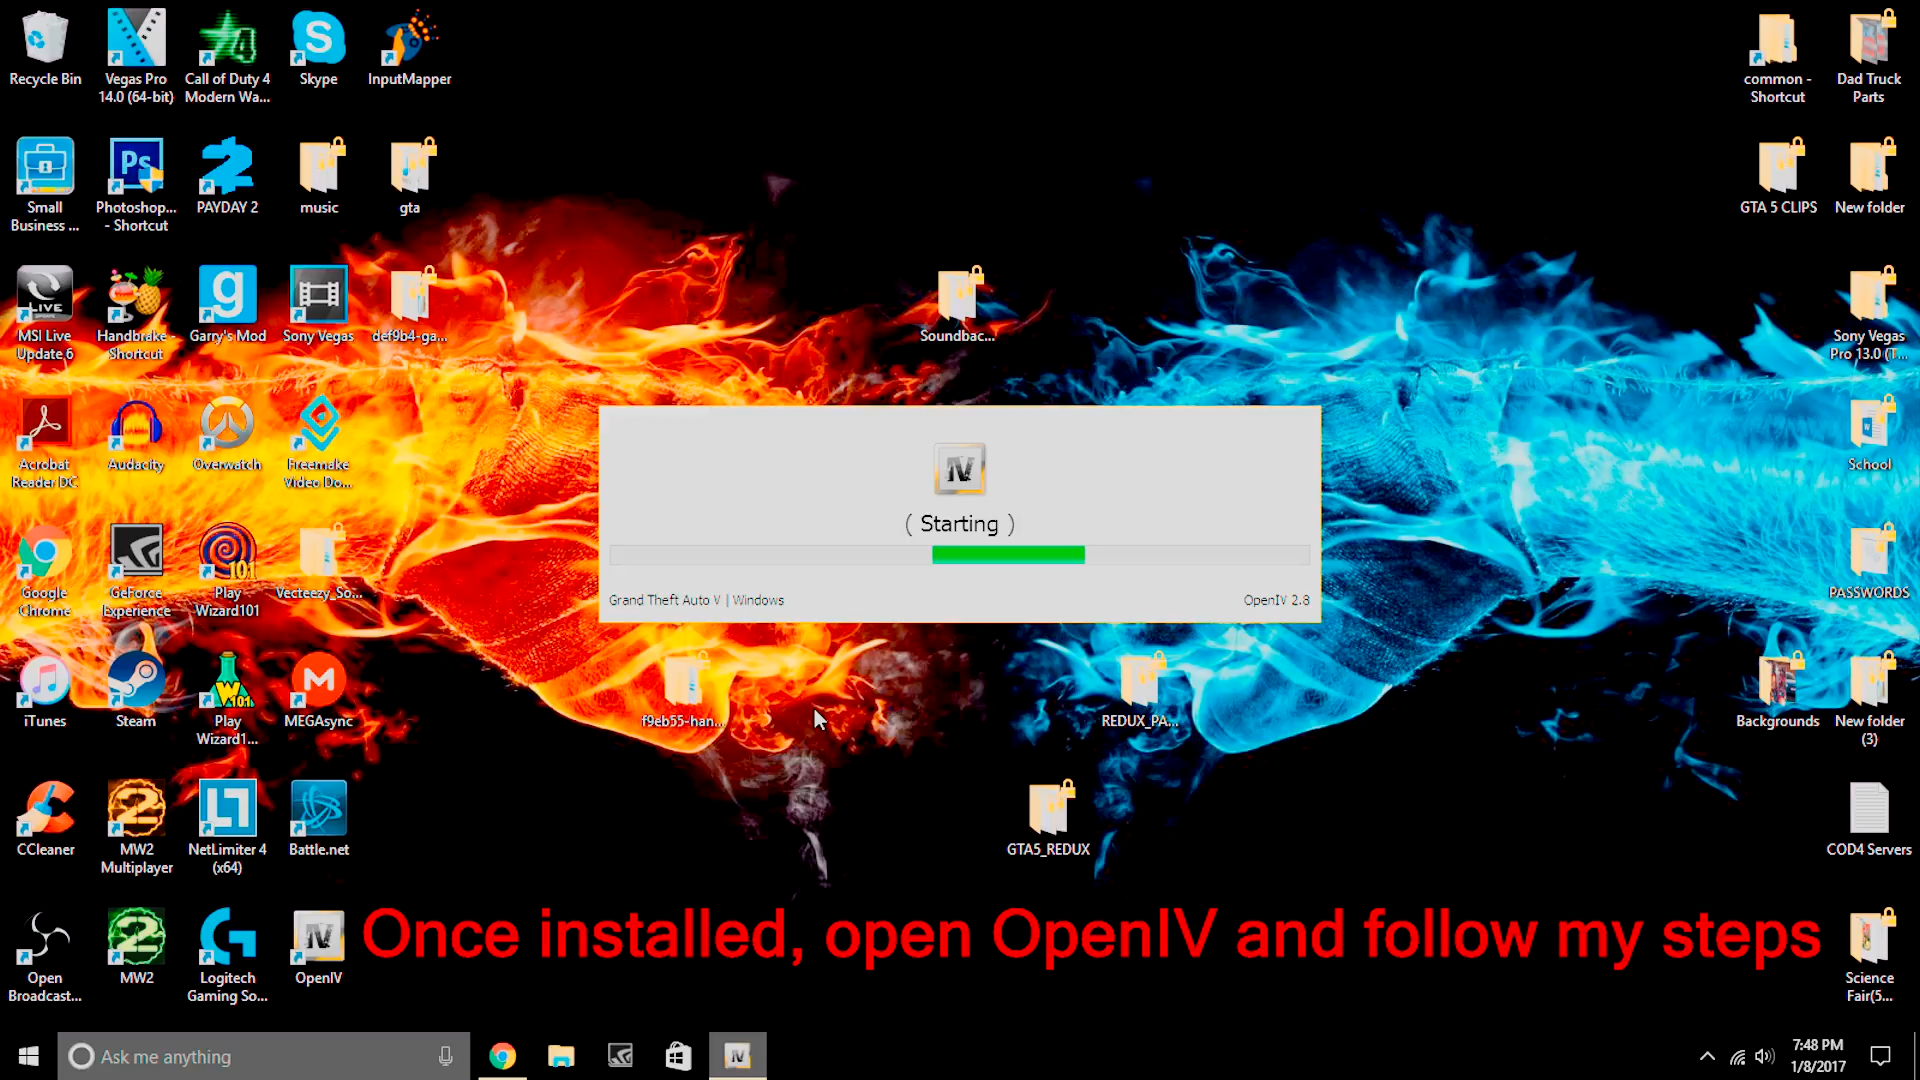 Recycle Bin
Vegas Pro
14.0 (64-bit)
Call of Duty 4
Modern Wa...
Skype
InputMapper
common -
Shortcut
Dad Truck
Parts
Small
Business ...
Photoshop...
- Shortcut
PAYDAY 2
music
gta
GTA 5 CLIPS
New folder
MSI Live
Update 6
Handbrake -
Shortcut
Garry's Mod
Sony Vegas
def9b4-ga...
Soundbac...
Sony Vegas
Pro 13.0 (T...
Acrobat
Reader DC
Audacity
Overwatch
Freemake
Video Do...
School
( Starting )
Grand Theft Auto V | Windows
OpenIV 2.8
Google
Chrome
GeForce
Experience
Play
Wizard101
Vecteezy_So...
PASSWORDS
iTunes
Steam
Play
Wizard1...
MEGAsync
f9eb55-han...
REDUX_PA...
Backgrounds
New folder
(3)
CCleaner
MW2
Multiplayer
NetLimiter 4
(x64)
Battle.net
GTA5_REDUX
COD4 Servers
Once installed, open OpenIV and follow my steps
Open
Broadcast...
MW2
Logitech
Gaming So...
OpenIV
Science
Fair(5...
Ask me anything
7:48 PM
1/8/2017